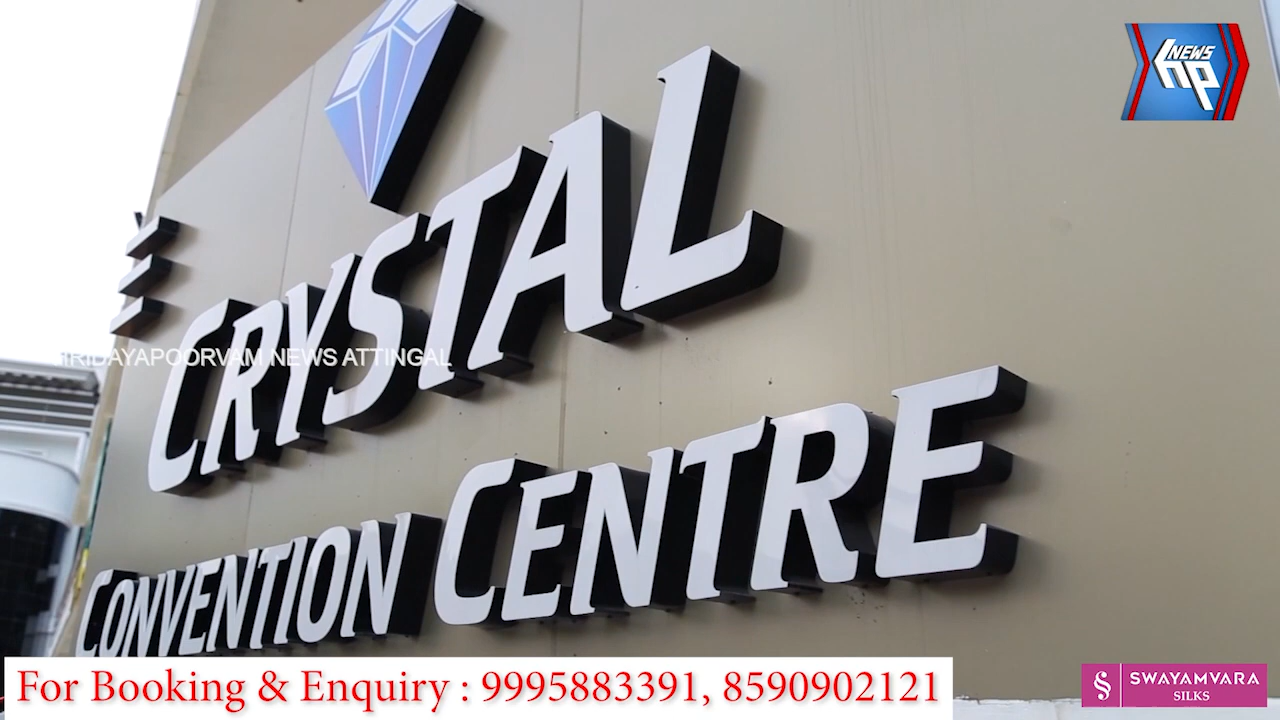 NEWS
hp
CRYSTAL
HRIDAYAPOORVAM NEWS ATTINGAL
CONVENTION CENTRE
For Booking & Enquiry : 9995883391, 8590902121
SWAYAMVARA
SILKS